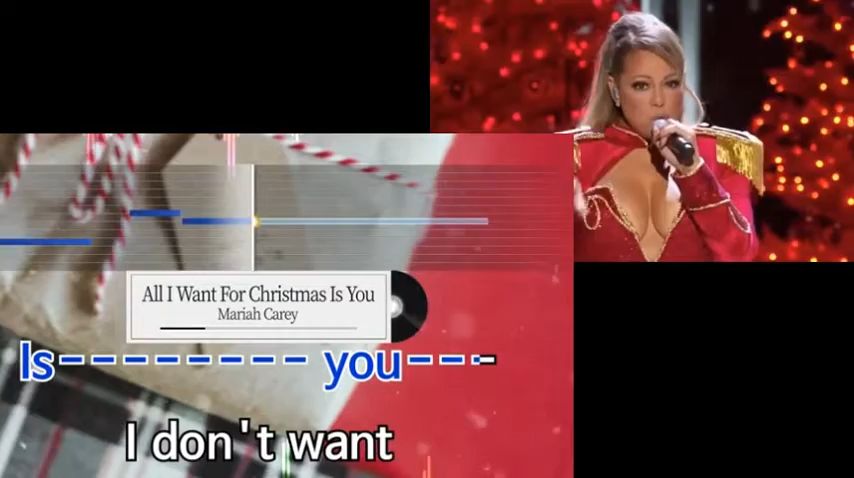 All I Want For Christmas Is You
Mariah Carey
Is--------- you---
I don't want